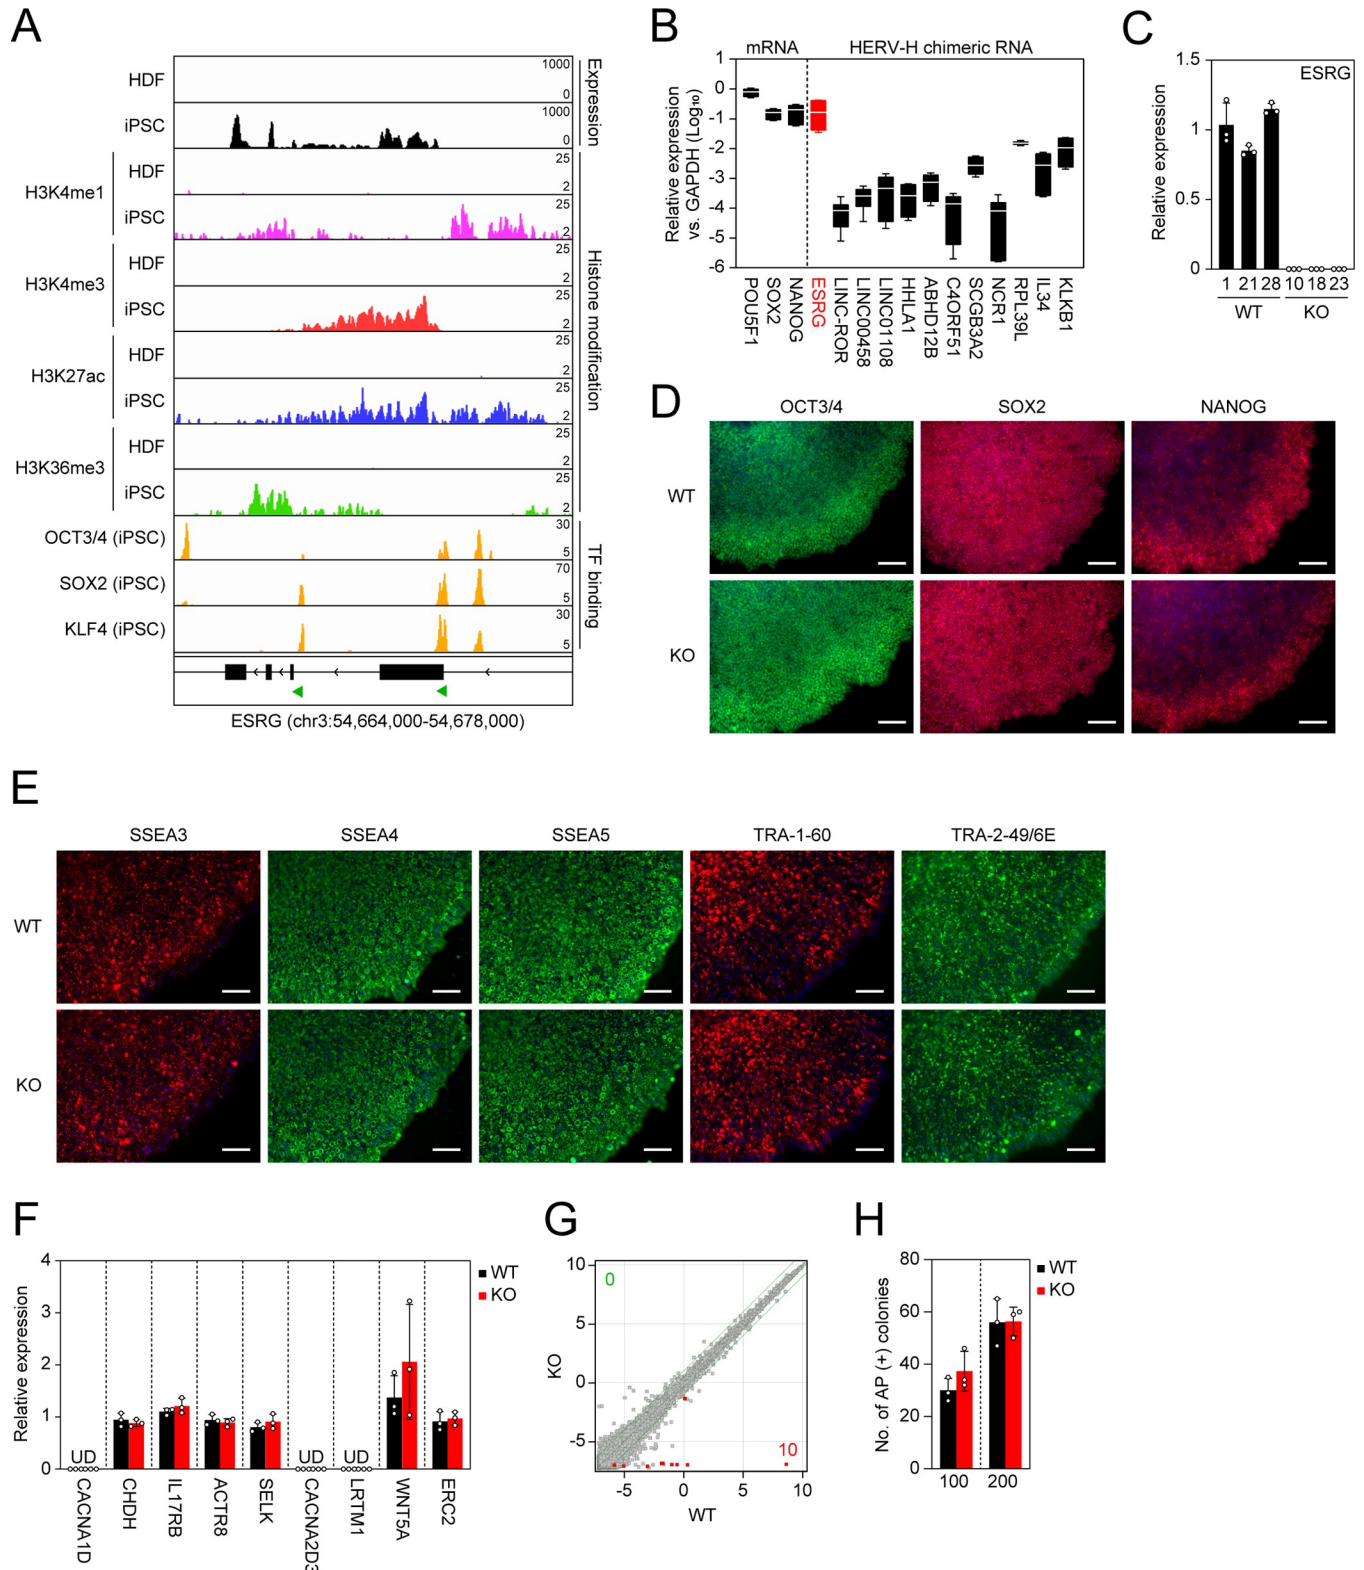 A
HDF
1000
0
iPSC
1000
0
Expression
H3K4me1
HDF
25
2
iPSC
25
2
H3K4me3
HDF
25
2
iPSC
25
2
H3K27ac
HDF
25
2
iPSC
25
2
H3K36me3
HDF
25
2
iPSC
25
2
Histone modification
OCT3/4 (iPSC)
30
5
SOX2 (iPSC)
70
5
KLF4 (iPSC)
30
5
TF binding
ESRG (chr3:54,664,000-54,678,000)
B
mRNA
HERV-H chimeric RNA
Relative expression
vs. GAPDH (Log₁₀)
1
0
-1
-2
-3
-4
-5
-6
POU5F1
SOX2
NANOG
ESRG
LINC-ROR
LINC00458
LINC01108
HHLA1
ABHD12B
C4ORF51
SCGB3A2
NCR1
RPL39L
IL34
KLKB1
C
ESRG
Relative expression
1.5
1
0.5
0
1 21 28 10 18 23
WT KO
D
OCT3/4 SOX2 NANOG
WT
KO
E
SSEA3 SSEA4 SSEA5 TRA-1-60 TRA-2-49/6E
WT
KO
F
Relative expression
4
3
2
1
0
WT
KO
UD UD UD
CACNA1D
CHDH
IL17RB
ACTR8
SELK
CACNA2D3
LRTM1
WNT5A
ERC2
G
KO
10
5
0
-5
0
10
-5 0 5 10
WT
H
No. of AP (+) colonies
80
60
40
20
0
WT
KO
100 200